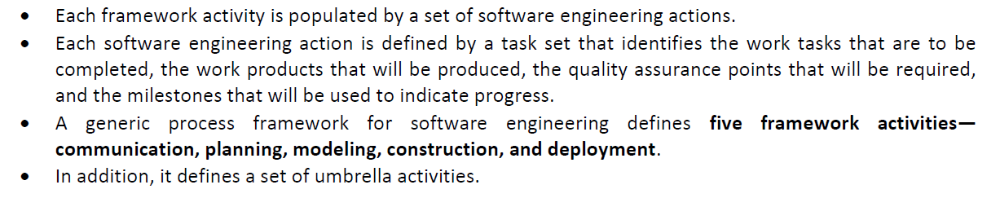 • Each framework activity is populated by a set of software engineering actions.
• Each software engineering action is defined by a task set that identifies the work tasks that are to be
completed, the work products that will be produced, the quality assurance points that will be required,
and the milestones that will be used to indicate progress.
• A generic process framework for software engineering defines five framework activities—
communication, planning, modeling, construction, and deployment.
• In addition, it defines a set of umbrella activities.